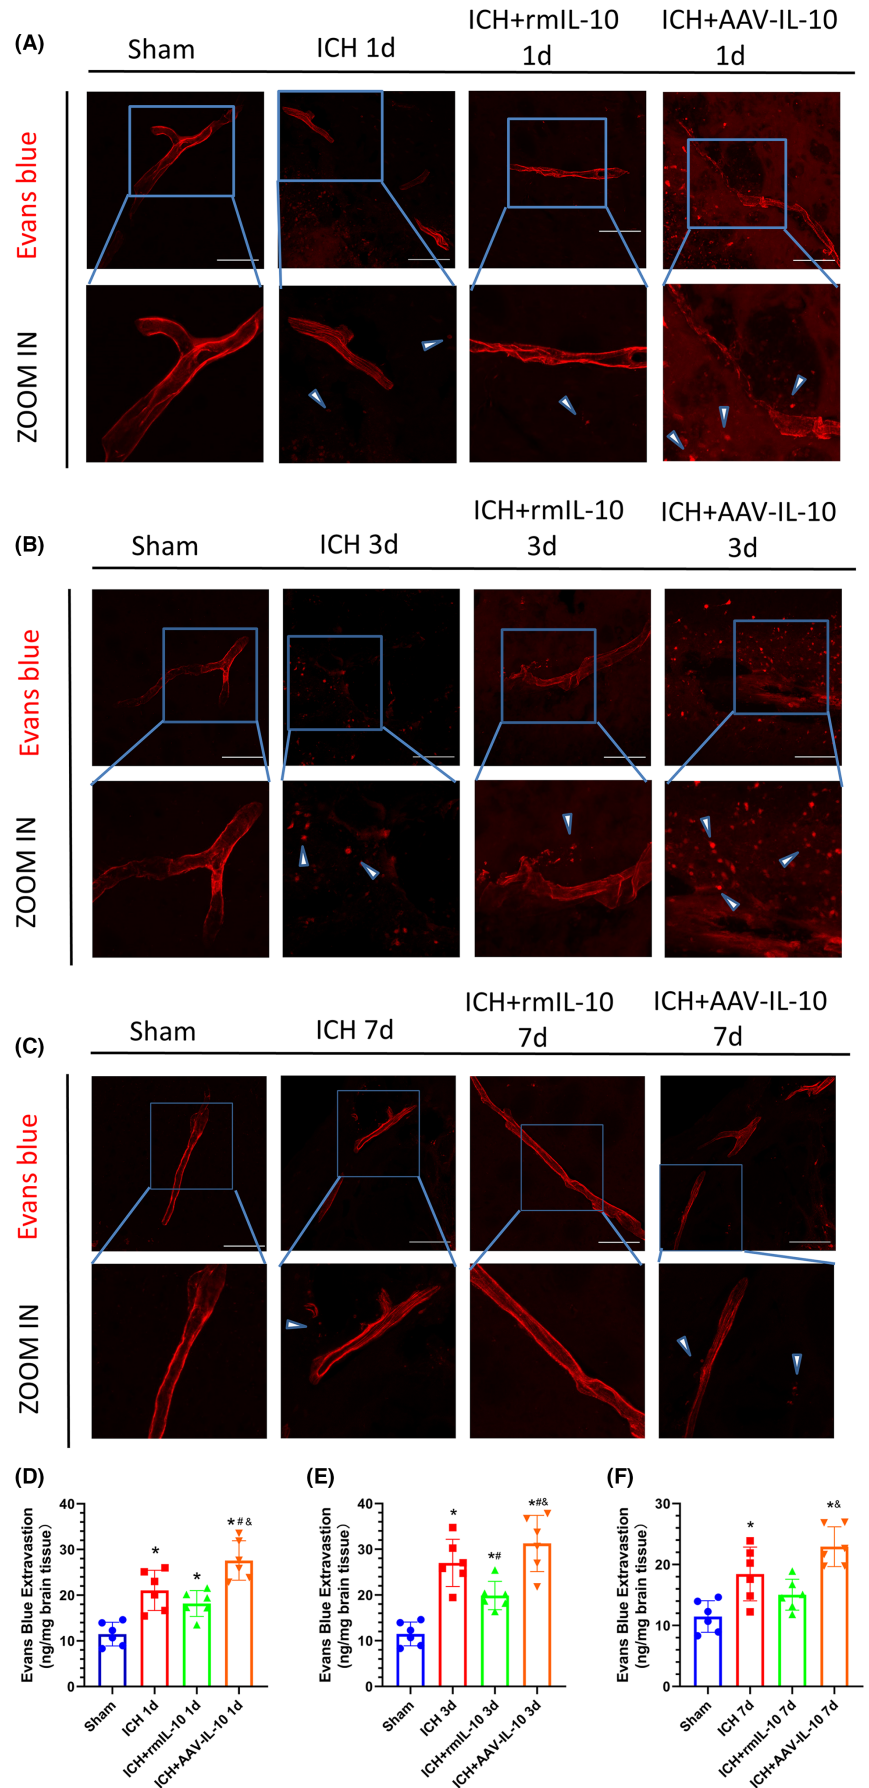 (A)
Sham
ICH 1d
ICH+rmIL-10
1d
ICH+AAV-IL-10
1d
Evans blue
ZOOM IN
(B)
Sham
ICH 3d
ICH+rmIL-10
3d
ICH+AAV-IL-10
3d
Evans blue
ZOOM IN
(C)
Sham
ICH 7d
ICH+rmIL-10
7d
ICH+AAV-IL-10
7d
Evans blue
ZOOM IN
(D)
Evans Blue Extravastion
(ng/mg brain tissue)
40
30
20
10
0
*
*
*#&
Sham
ICH 1d
ICH+rmIL-10 1d
ICH+AAV-IL-10 1d
(E)
Evans Blue Extravastion
(ng/mg brain tissue)
40
30
20
10
0
*
*#
*#&
Sham
ICH 3d
ICH+rmIL-10 3d
ICH+AAV-IL-10 3d
(F)
Evans Blue Extravastion
(ng/mg brain tissue)
30
20
10
0
*
*&
Sham
ICH 7d
ICH+rmIL-10 7d
ICH+AAV-IL-10 7d